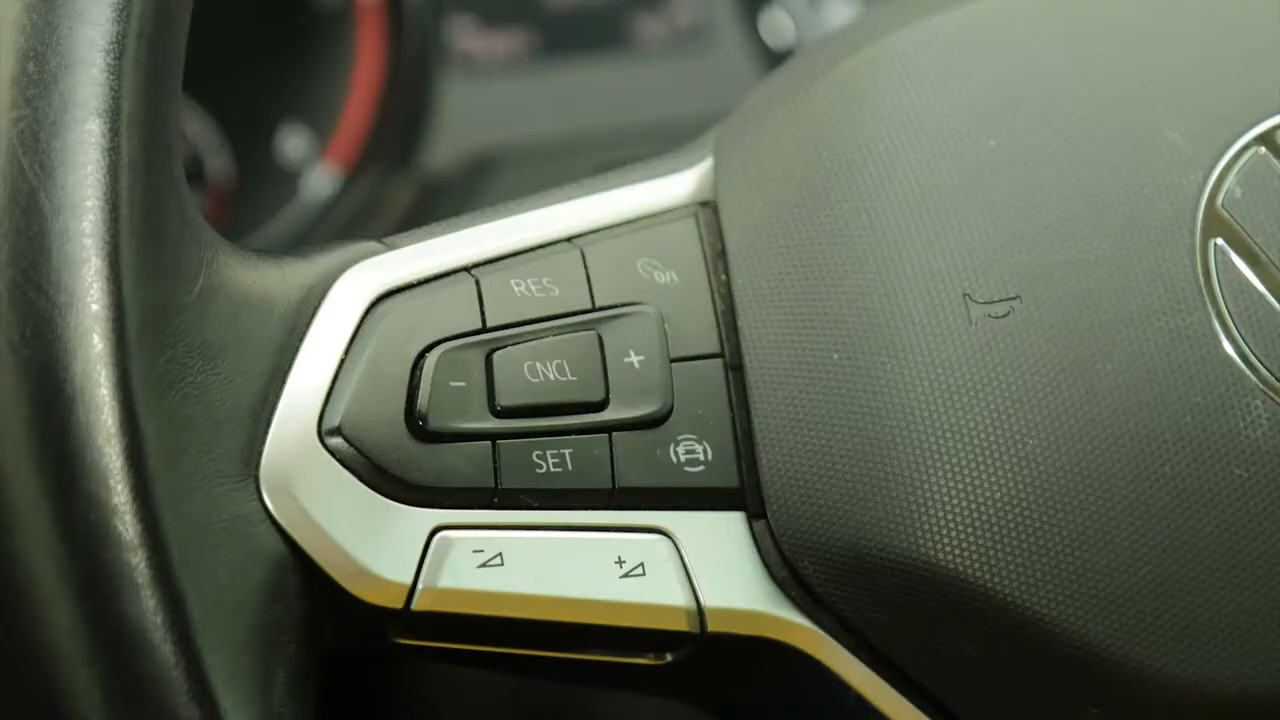 RES
0/I
- CNCL +
SET
- +